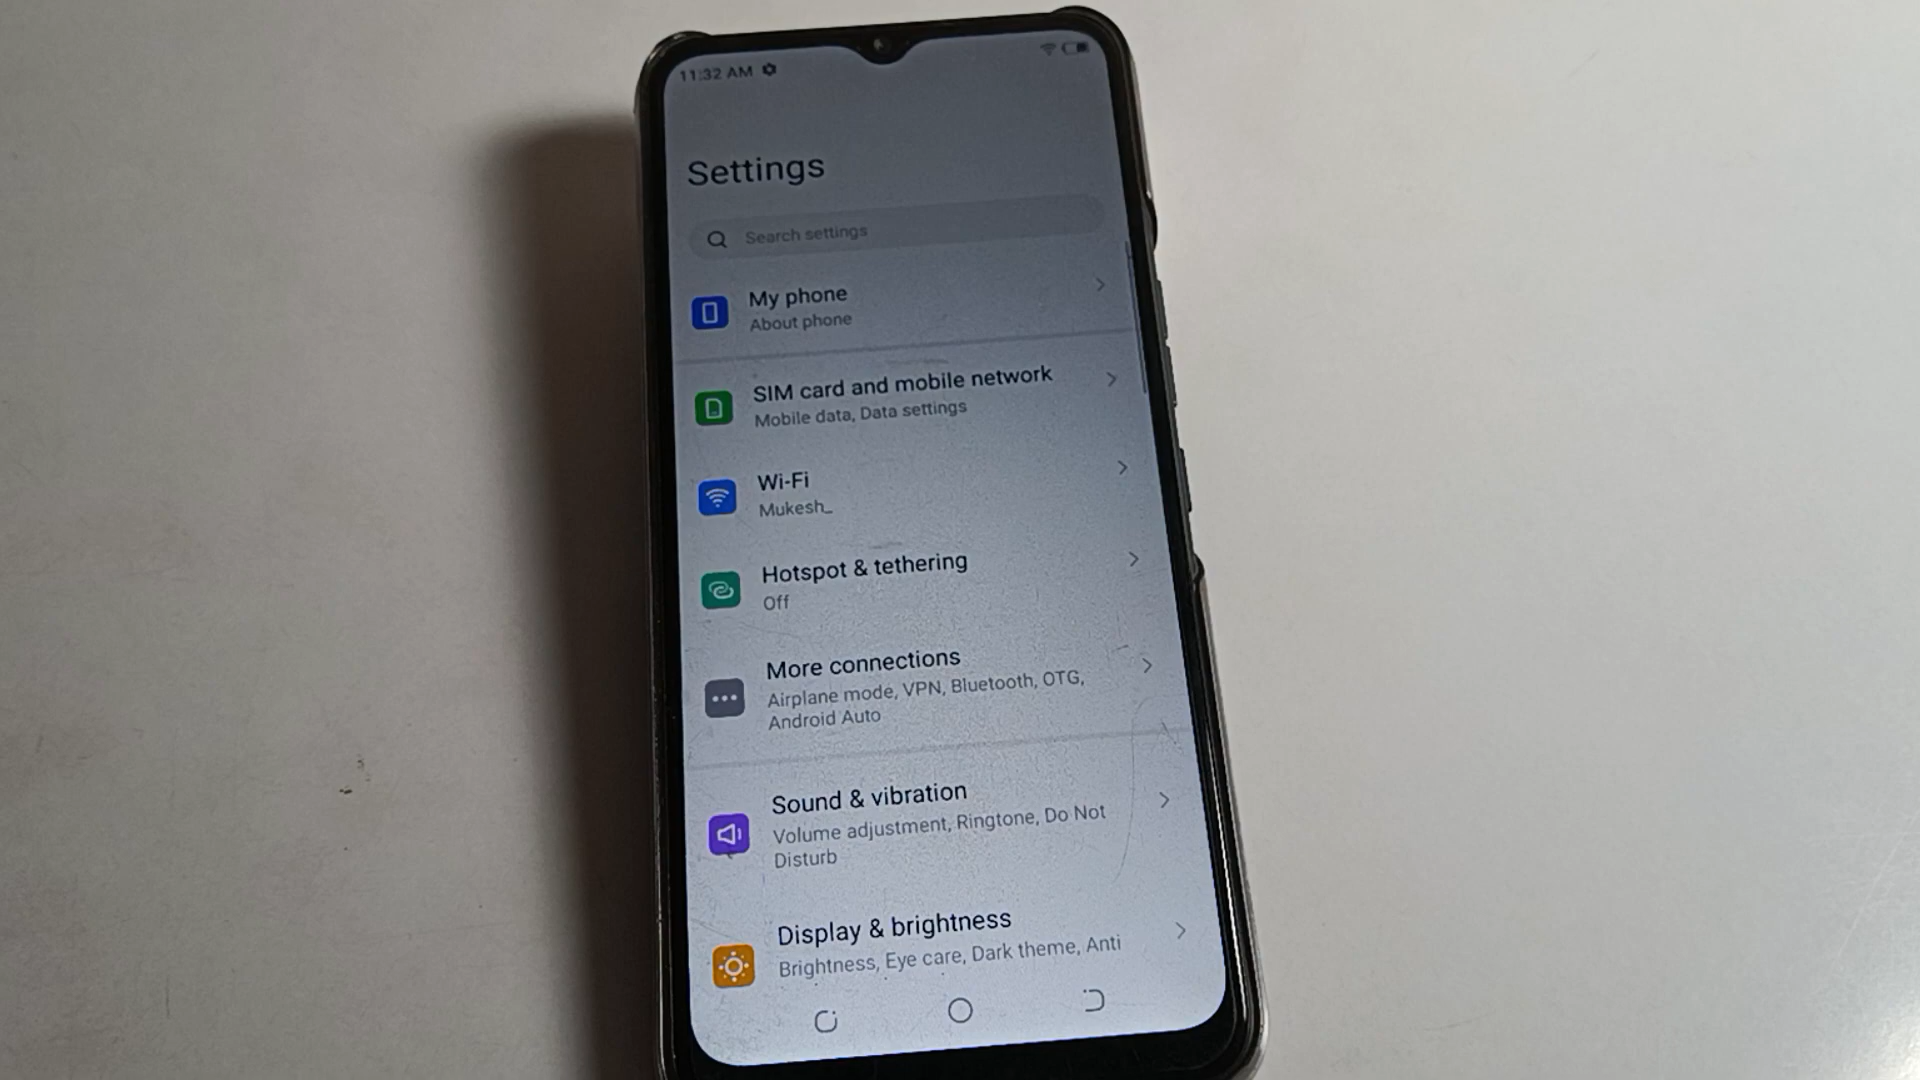 11:32 AM
Settings
Search settings
My phone
About phone
SIM card and mobile network
Mobile data, Data settings
Wi-Fi
Mukesh_
Hotspot & tethering
Off
More connections
Airplane mode, VPN, Bluetooth, OTG,
Android Auto
Sound & vibration
Volume adjustment, Ringtone, Do Not
Disturb
Display & brightness
Brightness, Eye care, Dark theme, Anti